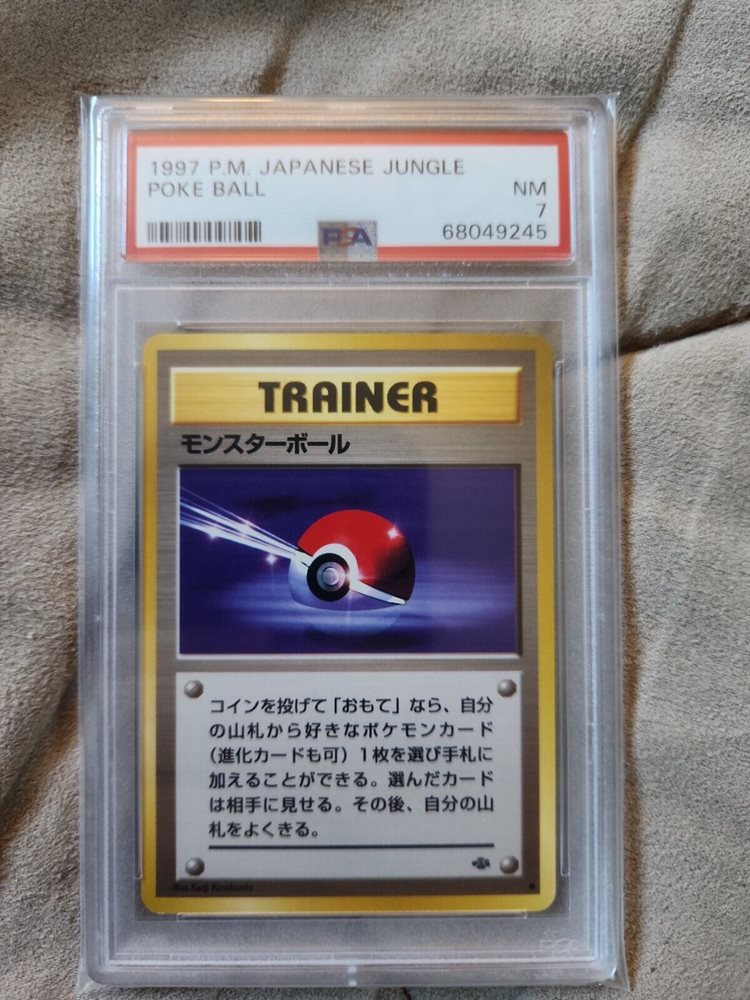 1997 P.M. JAPANESE JUNGLE
POKE BALL
NM
7
PSA
68049245
TRAINER
モンスターボール
コインを投げて「おもて」なら、自分
の山札から好きなポケモンカード
(進化カードも可)1枚を選び手札に
加えることができる。選んだカード
は相手に見せる。その後、自分の山
札をよくきる。
Illus. Keiji Kinebuchi